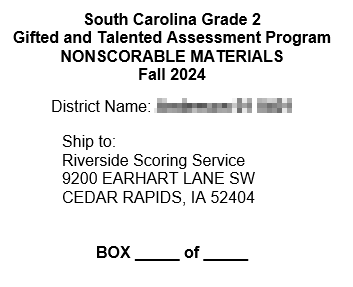 South Carolina Grade 2
Gifted and Talented Assessment Program
NONSCORABLE MATERIALS
Fall 2024
District Name:
Ship to:
Riverside Scoring Service
9200 EARHART LANE SW
CEDAR RAPIDS, IA 52404
BOX _____ of _____